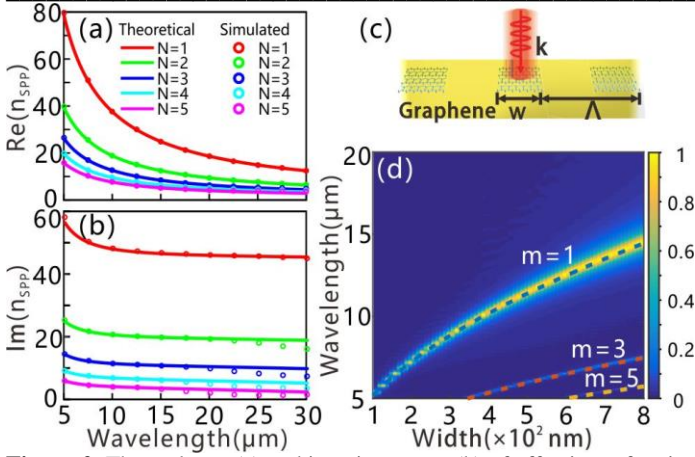 (a)
Theoretical Simulated
N=1 N=1
N=2 N=2
N=3 N=3
N=4 N=4
N=5 N=5
Re(nSPP)
80
60
40
20
0
(b)
Im(nSPP)
60
40
20
0
5 10 15 20 25 30
Wavelength(μm)
(c)
k
Graphene w Λ
(d)
Wavelength(μm)
20
15
10
5
m=1
m=3
m=5
1 2 3 4 5 6 7 8
Width(×10² nm)
1
0.8
0.6
0.4
0.2
0